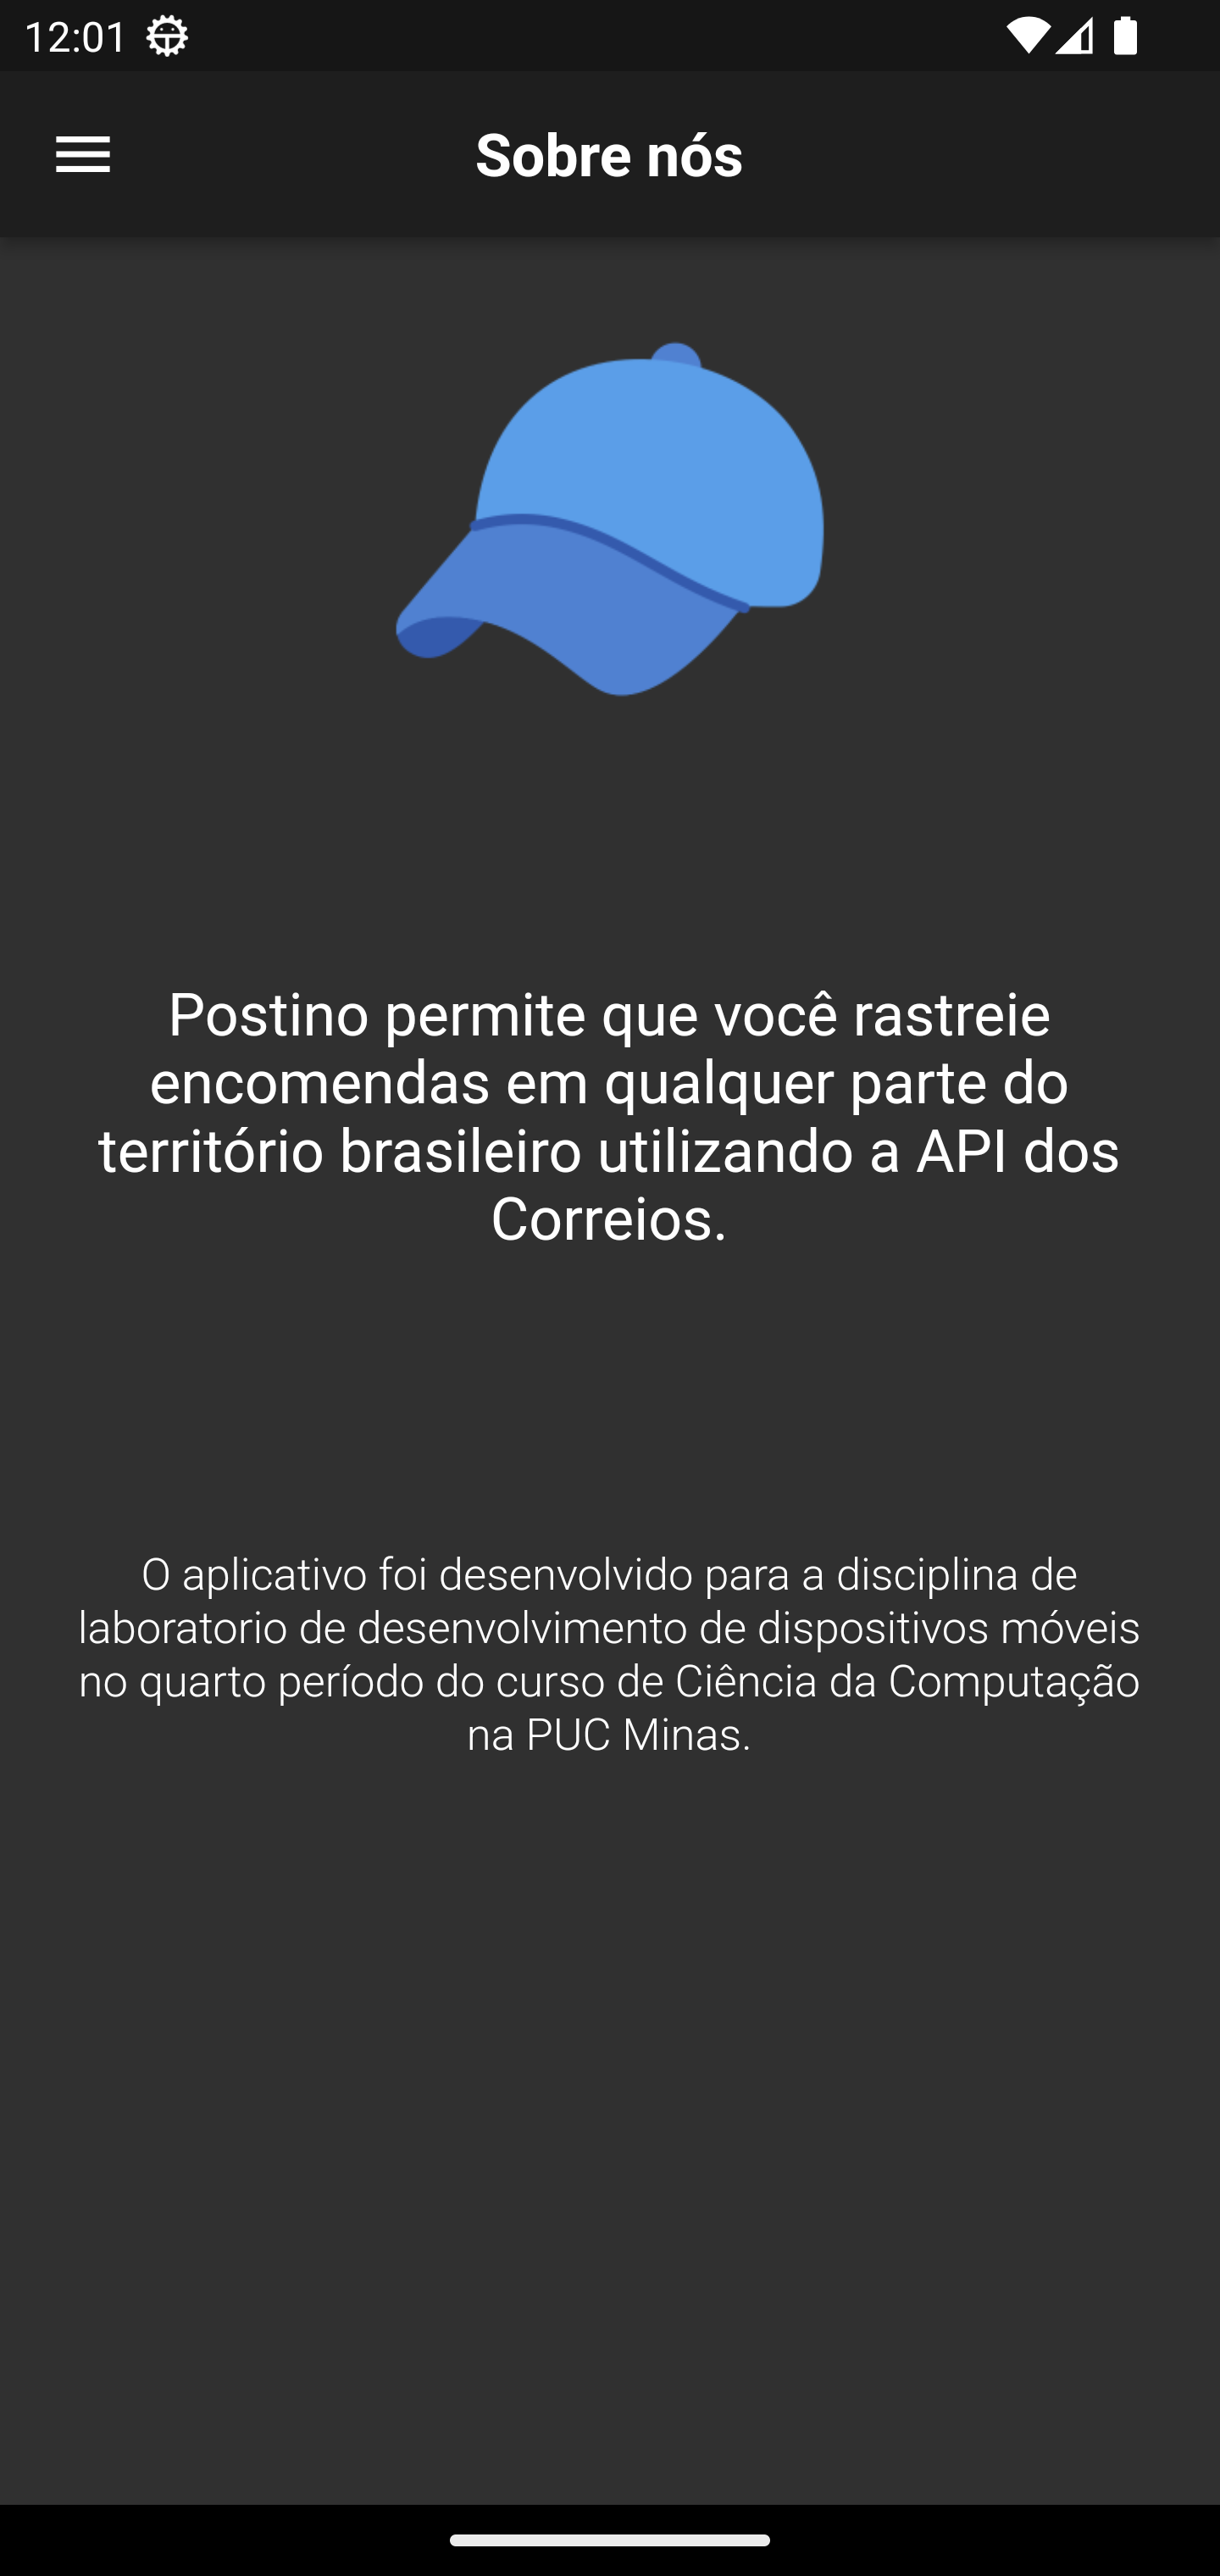 12:01
Sobre nós
Postino permite que você rastreie
encomendas em qualquer parte do
território brasileiro utilizando a API dos
Correios.
O aplicativo foi desenvolvido para a disciplina de
laboratorio de desenvolvimento de dispositivos móveis
no quarto período do curso de Ciência da Computação
na PUC Minas.